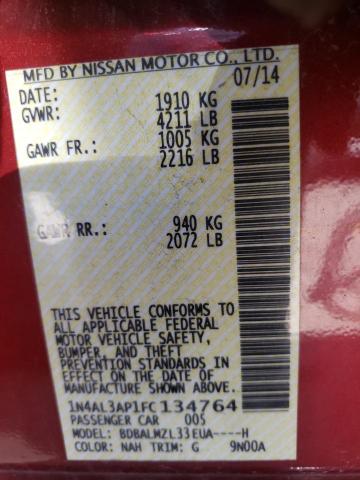 MFD BY NISSAN MOTOR CO., LTD.
DATE: 07/14
GVWR: 1910 KG
4211 LB
GAWR FR.: 1005 KG
2216 LB
GAWR RR.: 940 KG
2072 LB
THIS VEHICLE CONFORMS TO
ALL APPLICABLE FEDERAL
MOTOR VEHICLE SAFETY,
BUMPER, AND THEFT
PREVENTION STANDARDS
IN EFFECT ON THE DATE OF
MANUFACTURE SHOWN ABOVE.
1N4AL3AP1FC134764
PASSENGER CAR 005
MODEL: BDBALMZL33EUA----H
COLOR: NAH TRIM: G 9N00A